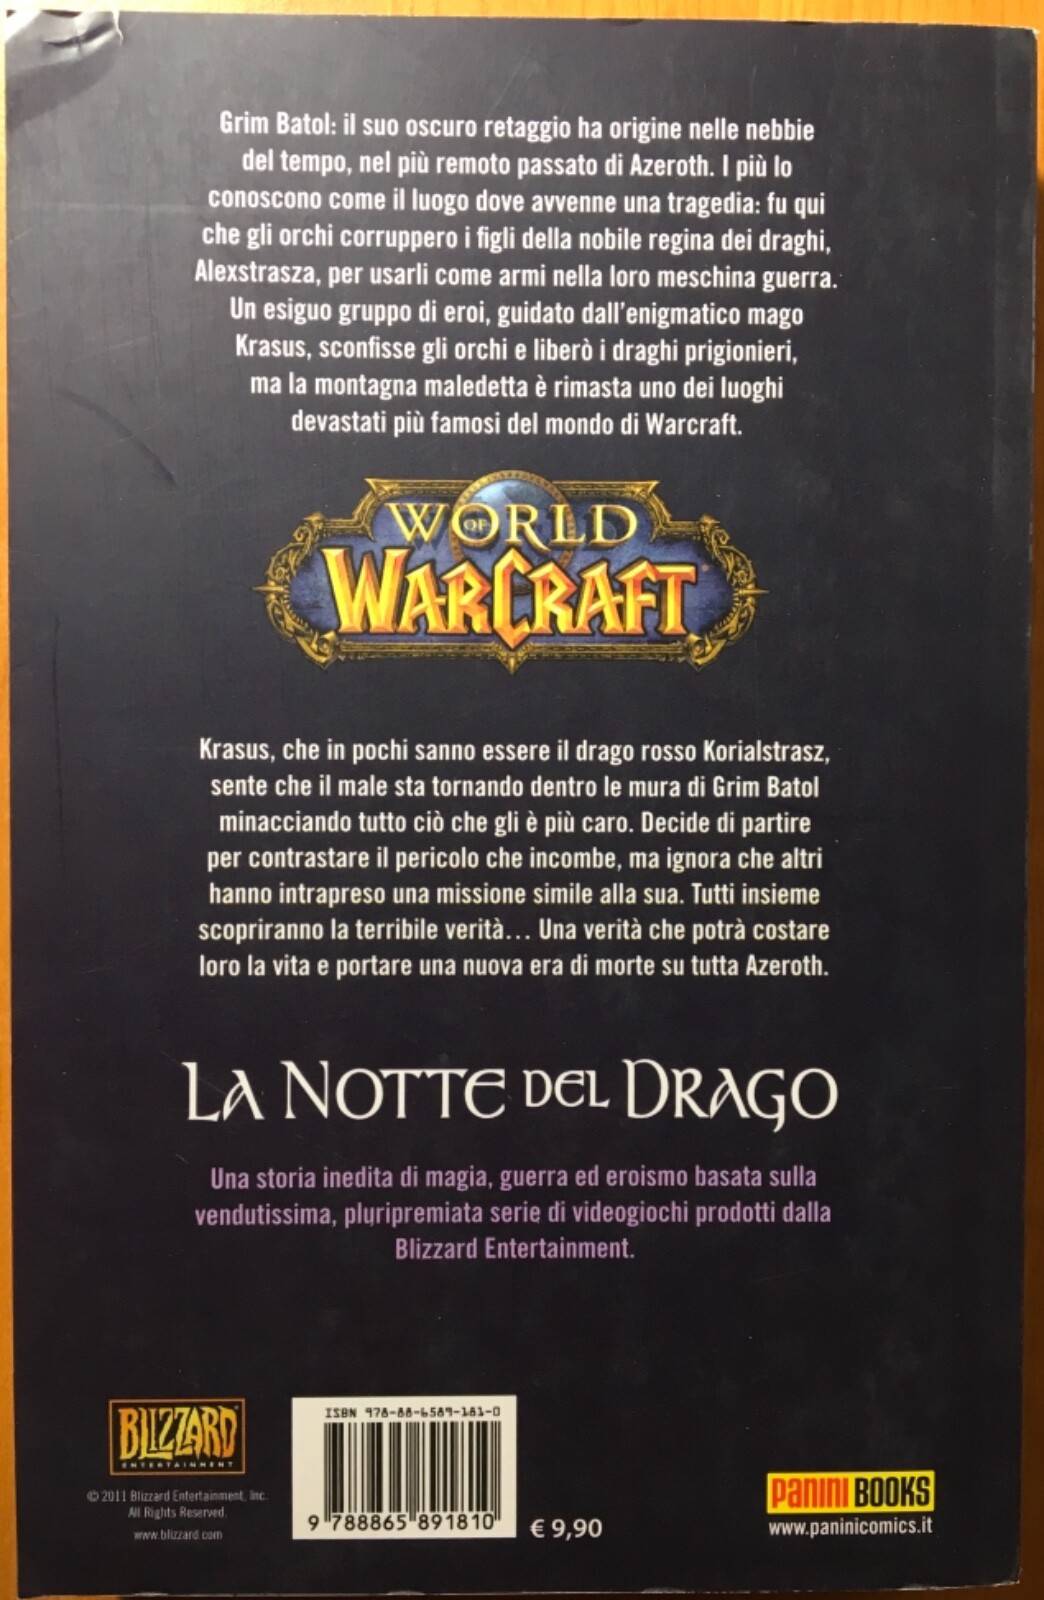 Grim Batol: il suo oscuro retaggio ha origine nelle nebbie
del tempo, nel più remoto passato di Azeroth. I più lo
conoscono come il luogo dove avvenne una tragedia: fu qui
che gli orchi corruppero i figli della nobile regina dei draghi,
Alexstrasza, per usarli come armi nella loro meschina guerra.
Un esiguo gruppo di eroi, guidato dall'enigmatico mago
Krasus, sconfisse gli orchi e liberò i draghi prigionieri,
ma la montagna maledetta è rimasta uno dei luoghi
devastati più famosi del mondo di Warcraft.
WORLD OF
WARCRAFT
Krasus, che in pochi sanno essere il drago rosso Korialstrasz,
sente che il male sta tornando dentro le mura di Grim Batol
minacciando tutto ciò che gli è più caro. Decide di partire
per contrastare il pericolo che incombe, ma ignora che altri
hanno intrapreso una missione simile alla sua. Tutti insieme
scopriranno la terribile verità... Una verità che potrà costare
loro la vita e portare una nuova era di morte su tutta Azeroth.
LA NOTTE DEL DRAGO
Una storia inedita di magia, guerra ed eroismo basata sulla
vendutissima, pluripremiata serie di videogiochi prodotti dalla
Blizzard Entertainment.
BLIZZARD
ENTERTAINMENT
© 2011 Blizzard Entertainment, Inc.
All Rights Reserved.
www.blizzard.com
ISBN 978-88-6589-181-0
9 788865 891810
€ 9,90
PANINI BOOKS
www.paninicomics.it